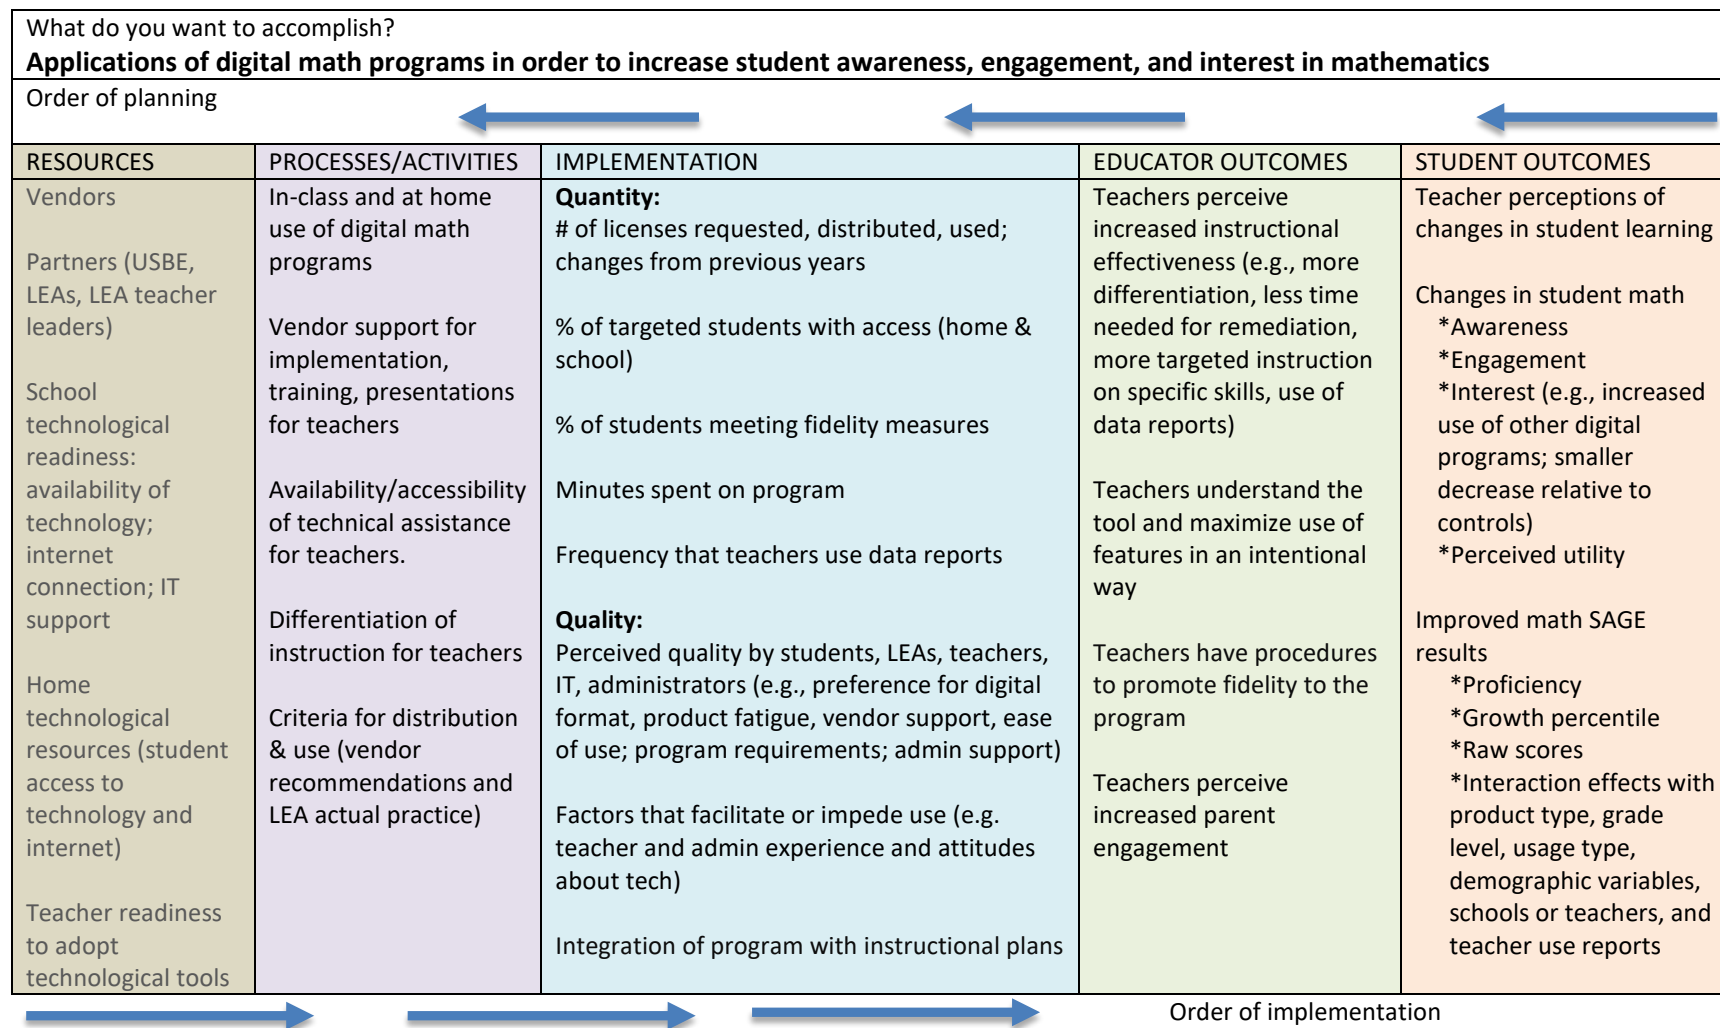 What do you want to accomplish?
Applications of digital math programs in order to increase student awareness, engagement, and interest in mathematics
Order of planning
RESOURCES
Vendors
Partners (USBE,
LEAs, LEA teacher
leaders)
School
technological
readiness:
availability of
technology;
internet
connection; IT
support
Home
technological
resources (student
access to
technology and
internet)
Teacher readiness
to adopt
technological tools
PROCESSES/ACTIVITIES
In-class and at home
use of digital math
programs
Vendor support for
implementation,
training, presentations
for teachers
Availability/accessibility
of technical assistance
for teachers.
Differentiation of
instruction for teachers
Criteria for distribution
& use (vendor
recommendations and
LEA actual practice)
IMPLEMENTATION
Quantity:
# of licenses requested, distributed, used;
changes from previous years
% of targeted students with access (home &
school)
% of students meeting fidelity measures
Minutes spent on program
Frequency that teachers use data reports
Quality:
Perceived quality by students, LEAs, teachers,
IT, administrators (e.g., preference for digital
format, product fatigue, vendor support, ease
of use; program requirements; admin support)
Factors that facilitate or impede use (e.g.
teacher and admin experience and attitudes
about tech)
Integration of program with instructional plans
EDUCATOR OUTCOMES
Teachers perceive
increased instructional
effectiveness (e.g., more
differentiation, less time
needed for remediation,
more targeted instruction
on specific skills, use of
data reports)
Teachers understand the
tool and maximize use of
features in an intentional
way
Teachers have procedures
to promote fidelity to the
program
Teachers perceive
increased parent
engagement
STUDENT OUTCOMES
Teacher perceptions of
changes in student learning
Changes in student math
*Awareness
*Engagement
*Interest (e.g., increased
use of other digital
programs; smaller
decrease relative to
controls)
*Perceived utility
Improved math SAGE
results
*Proficiency
*Growth percentile
*Raw scores
*Interaction effects with
product type, grade
level, usage type,
demographic variables,
schools or teachers, and
teacher use reports
Order of implementation